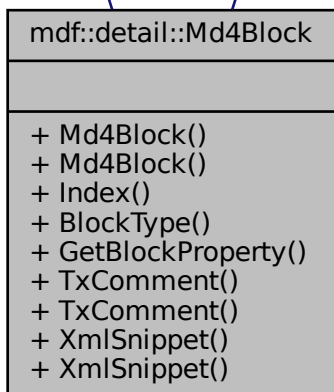 mdf::detail::Md4Block
+ Md4Block()
+ Md4Block()
+ Index()
+ BlockType()
+ GetBlockProperty()
+ TxComment()
+ TxComment()
+ XmlSnippet()
+ XmlSnippet()